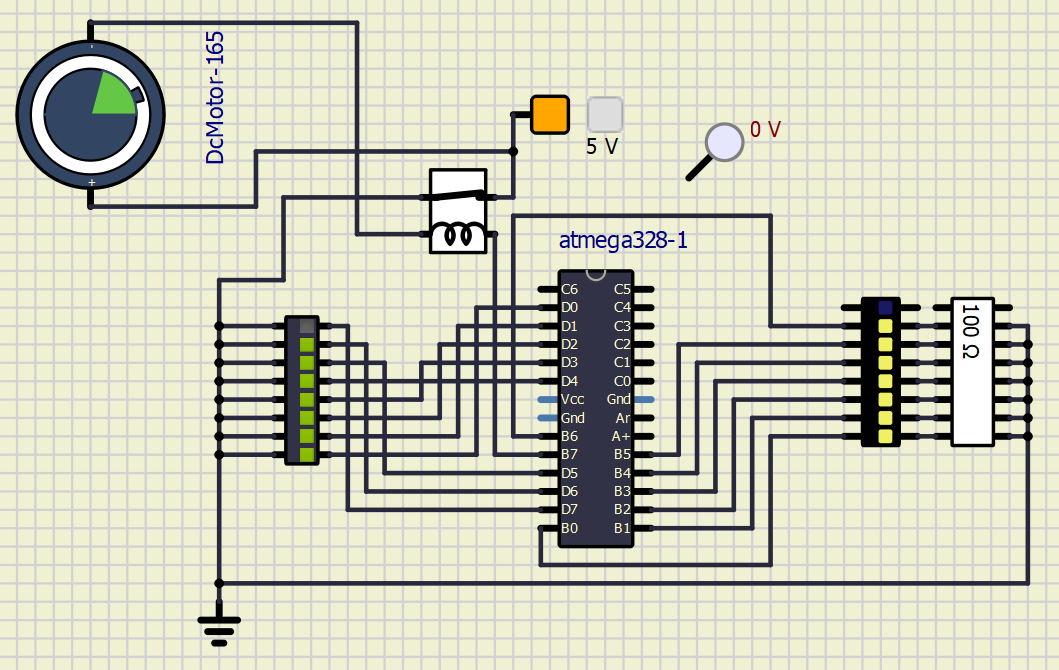 DcMotor-165
-
+
5 V
0 V
atmega328-1
C6 C5
D0 C4
D1 C3
D2 C2
D3 C1
D4 C0
Vcc Gnd
Gnd Ar
B6 A+
B7 B5
D5 B4
D6 B3
D7 B2
B0 B1
100 Ω